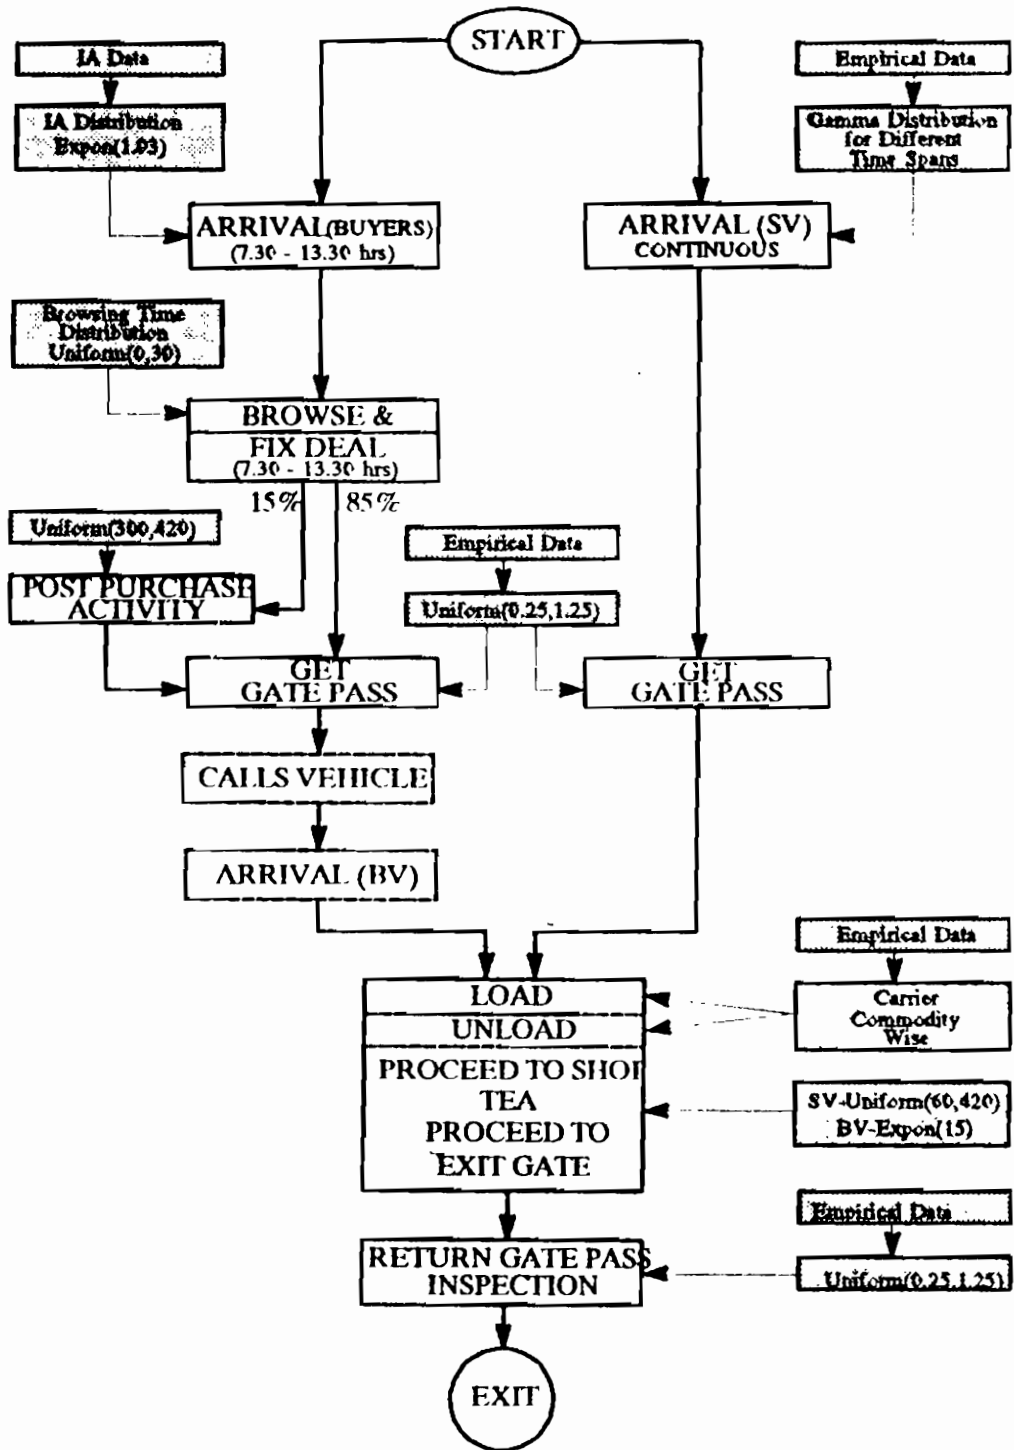 START
IA Data
IA Distribution
Expon(1.93)
Empirical Data
Gamma Distribution
for Different
Time Spans
ARRIVAL(BUYERS)
(7.30 - 13.30 hrs)
ARRIVAL (SV)
CONTINUOUS
Browsing Time
Distribution
Uniform(0,30)
BROWSE &
FIX DEAL
(7.30 - 13.30 hrs)
15% 85%
Uniform(300,420)
POST PURCHASE
ACTIVITY
Empirical Data
Uniform(0.25,1.25)
GET
GATE PASS
GET
GATE PASS
CALLS VEHICLE
ARRIVAL (BV)
Empirical Data
Carrier
Commodity
Wise
LOAD
UNLOAD
PROCEED TO SHOP
TEA
PROCEED TO
EXIT GATE
SV-Uniform(60,420)
BV-Expon(15)
Empirical Data
Uniform(0.25,1.25)
RETURN GATE PASS
INSPECTION
EXIT